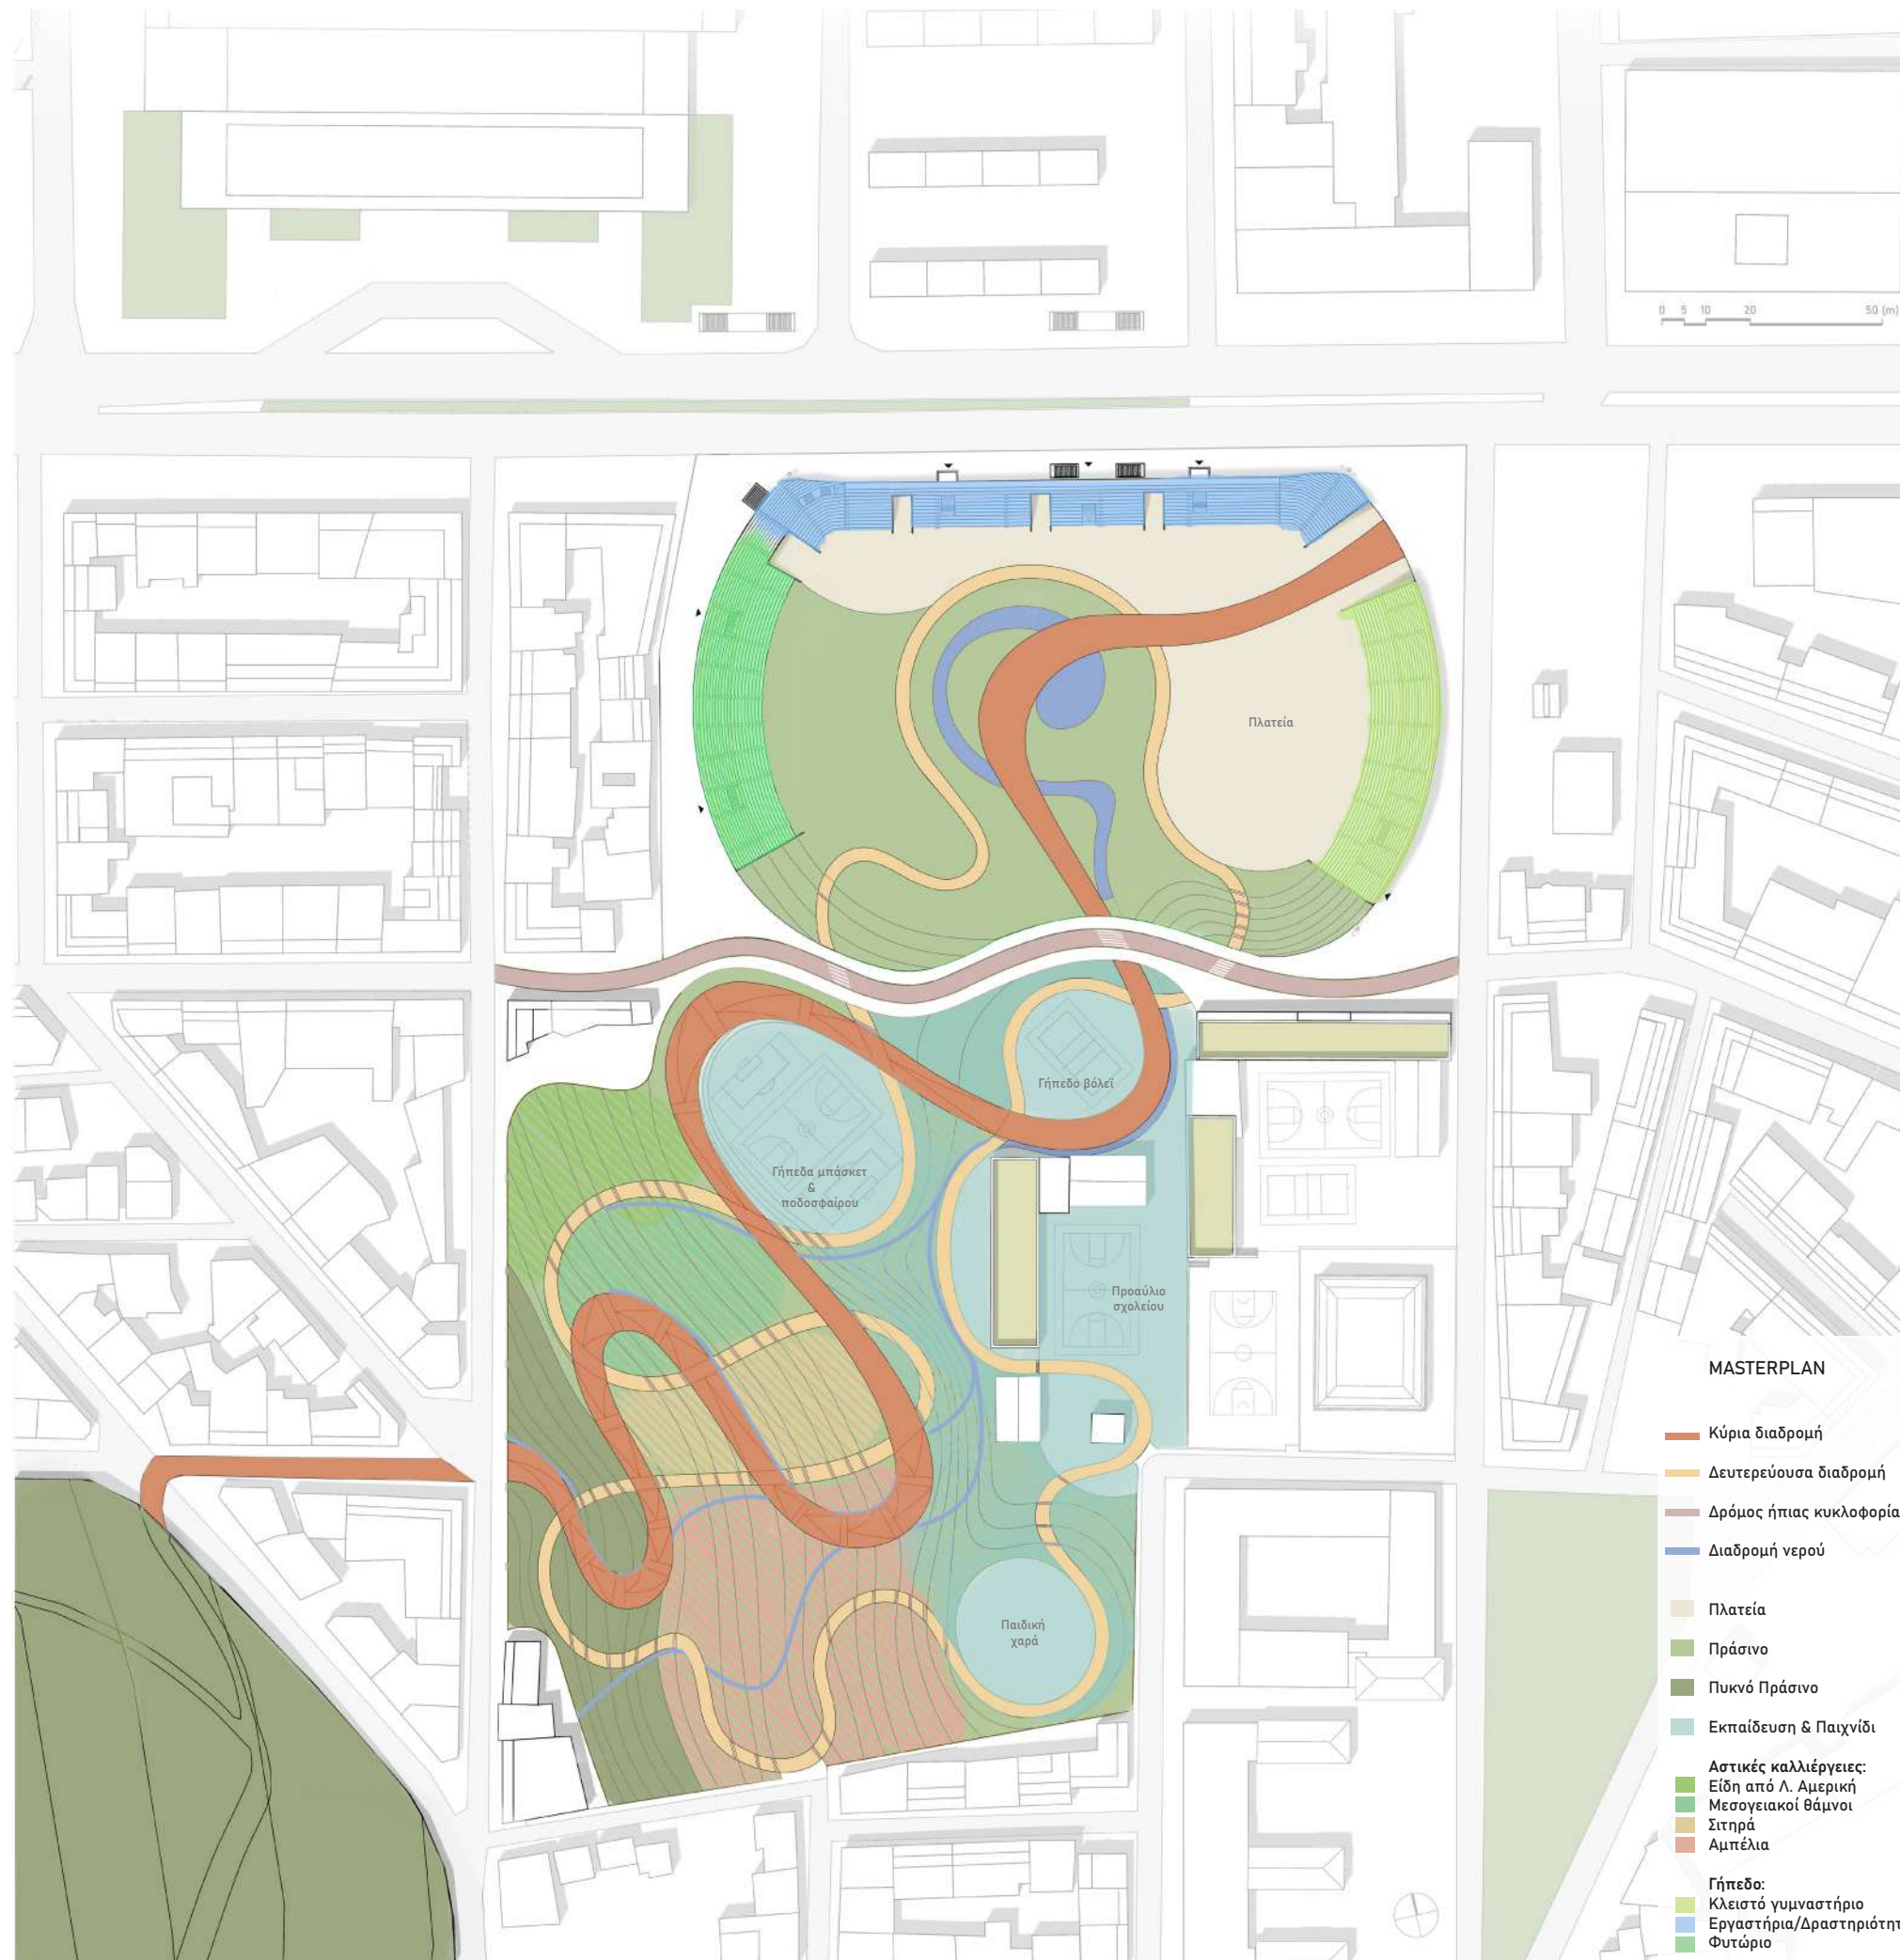 0 5 10 20 50 (m)
Πλατεία
Γήπεδο βόλεϊ
Γήπεδα μπάσκετ
&
ποδοσφαίρου
Προαύλιο
σχολείου
Παιδική
χαρά
MASTERPLAN
Κύρια διαδρομή
Δευτερεύουσα διαδρομή
Δρόμος ήπιας κυκλοφορία
Διαδρομή νερού
Πλατεία
Πράσινο
Πυκνό Πράσινο
Εκπαίδευση & Παιχνίδι
Αστικές καλλιέργειες:
Είδη από Λ. Αμερική
Μεσογειακοί θάμνοι
Σιτηρά
Αμπέλια
Γήπεδο:
Κλειστό γυμναστήριο
Εργαστήρια/Δραστηριότητ
Φυτώριο